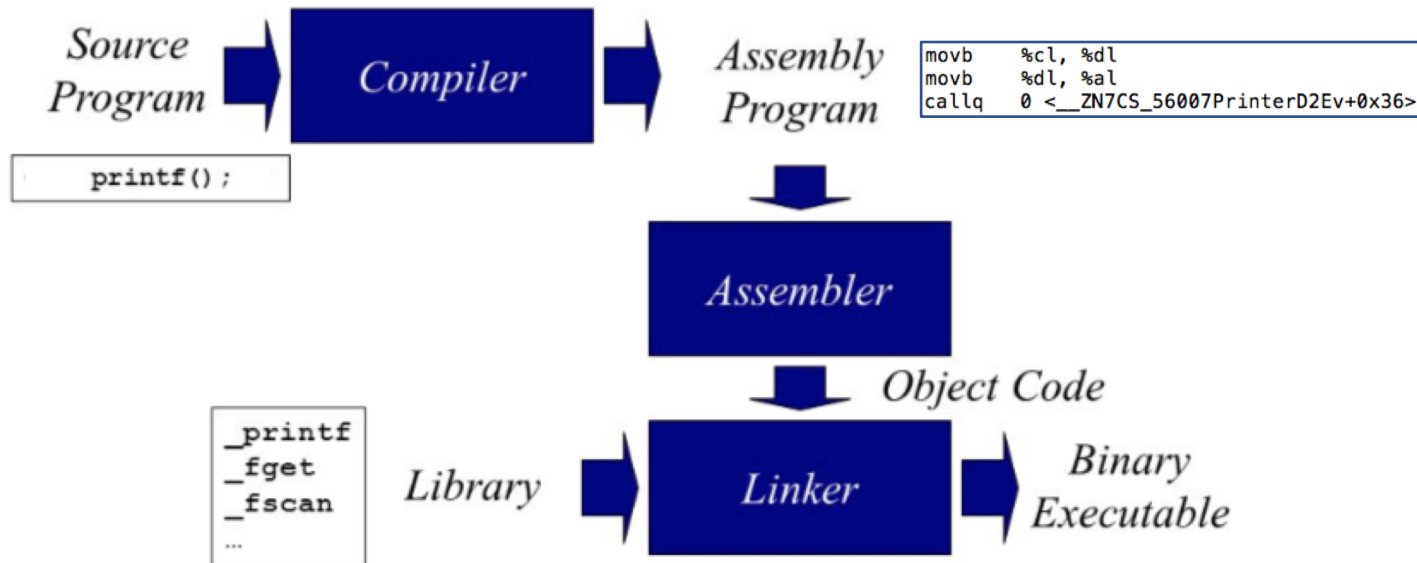 Source
Program
Compiler
Assembly
Program
movb %cl, %dl
movb %dl, %al
callq 0 <__ZN7CS_56007PrinterD2Ev+0x36>
printf();
Assembler
Object Code
_printf
_fget
_fscan
...
Library
Linker
Binary
Executable